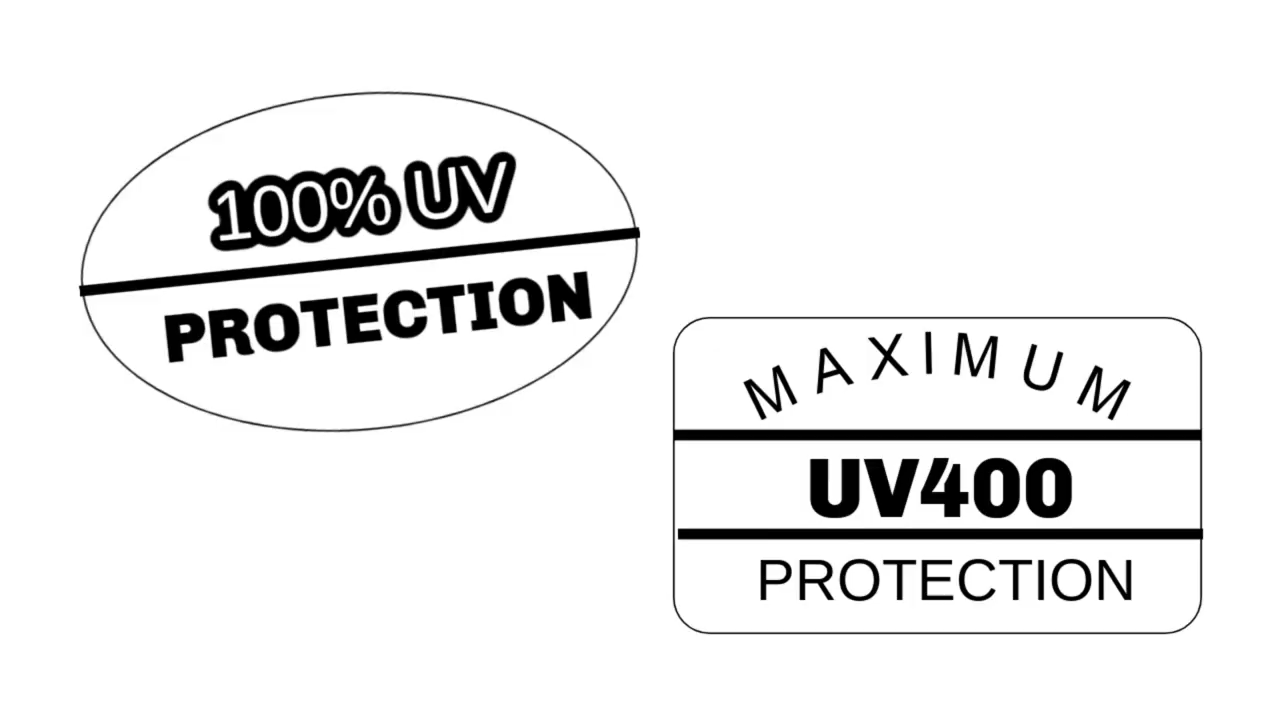 100% UV
PROTECTION
MAXIMUM
UV400
PROTECTION